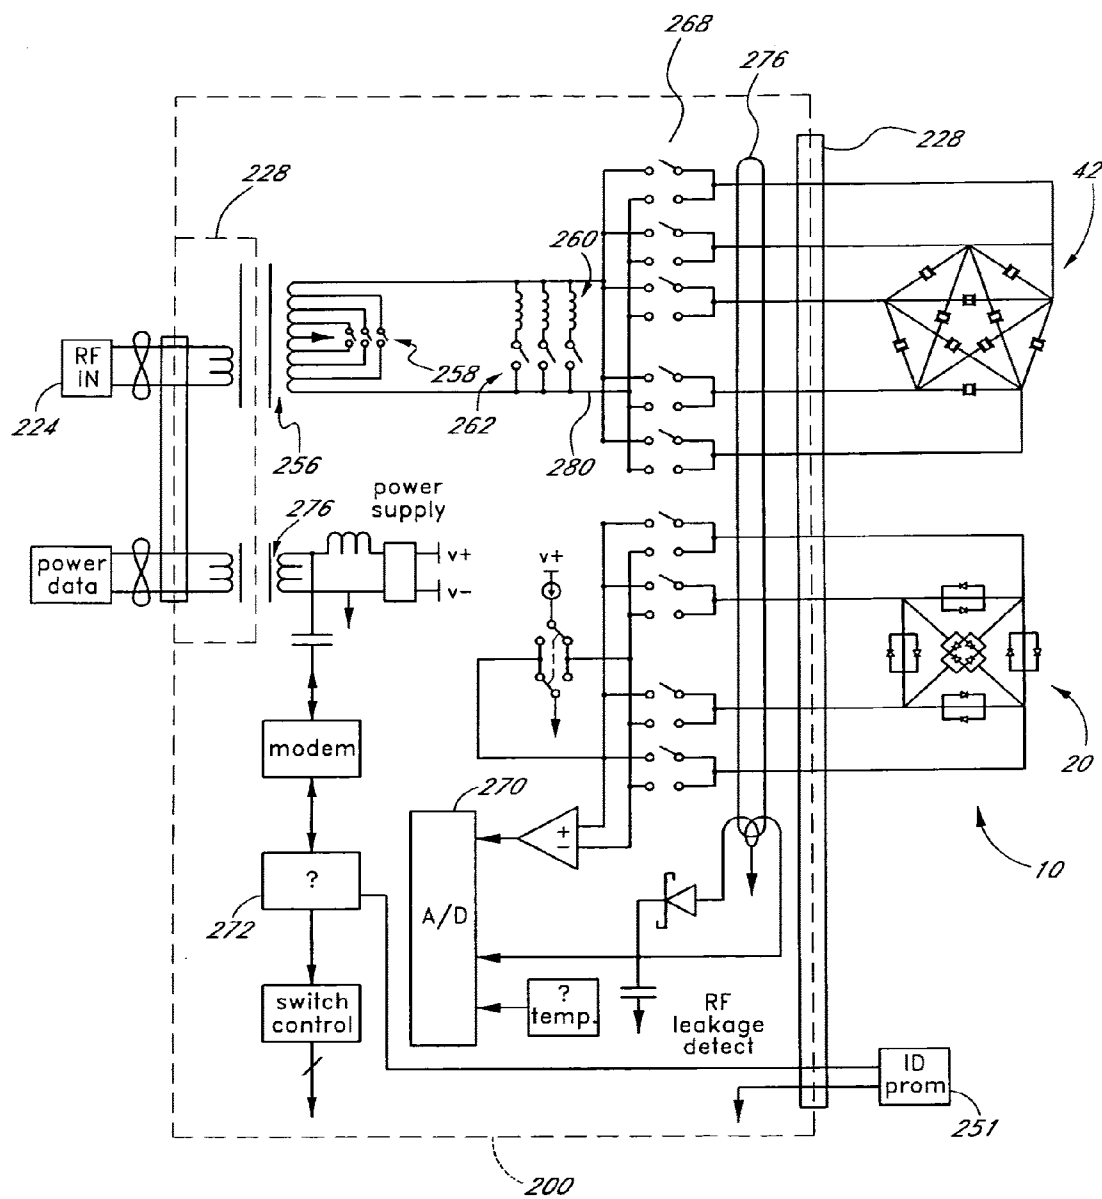 268
276
228
228
42
260
RF
IN
258
224
262
256
280
power
supply
276
power
data
v+
v-
v+
modem
20
270
+
-
?
10
A/D
272
?
temp.
switch
control
RF
leakage
detect
ID
prom
251
200